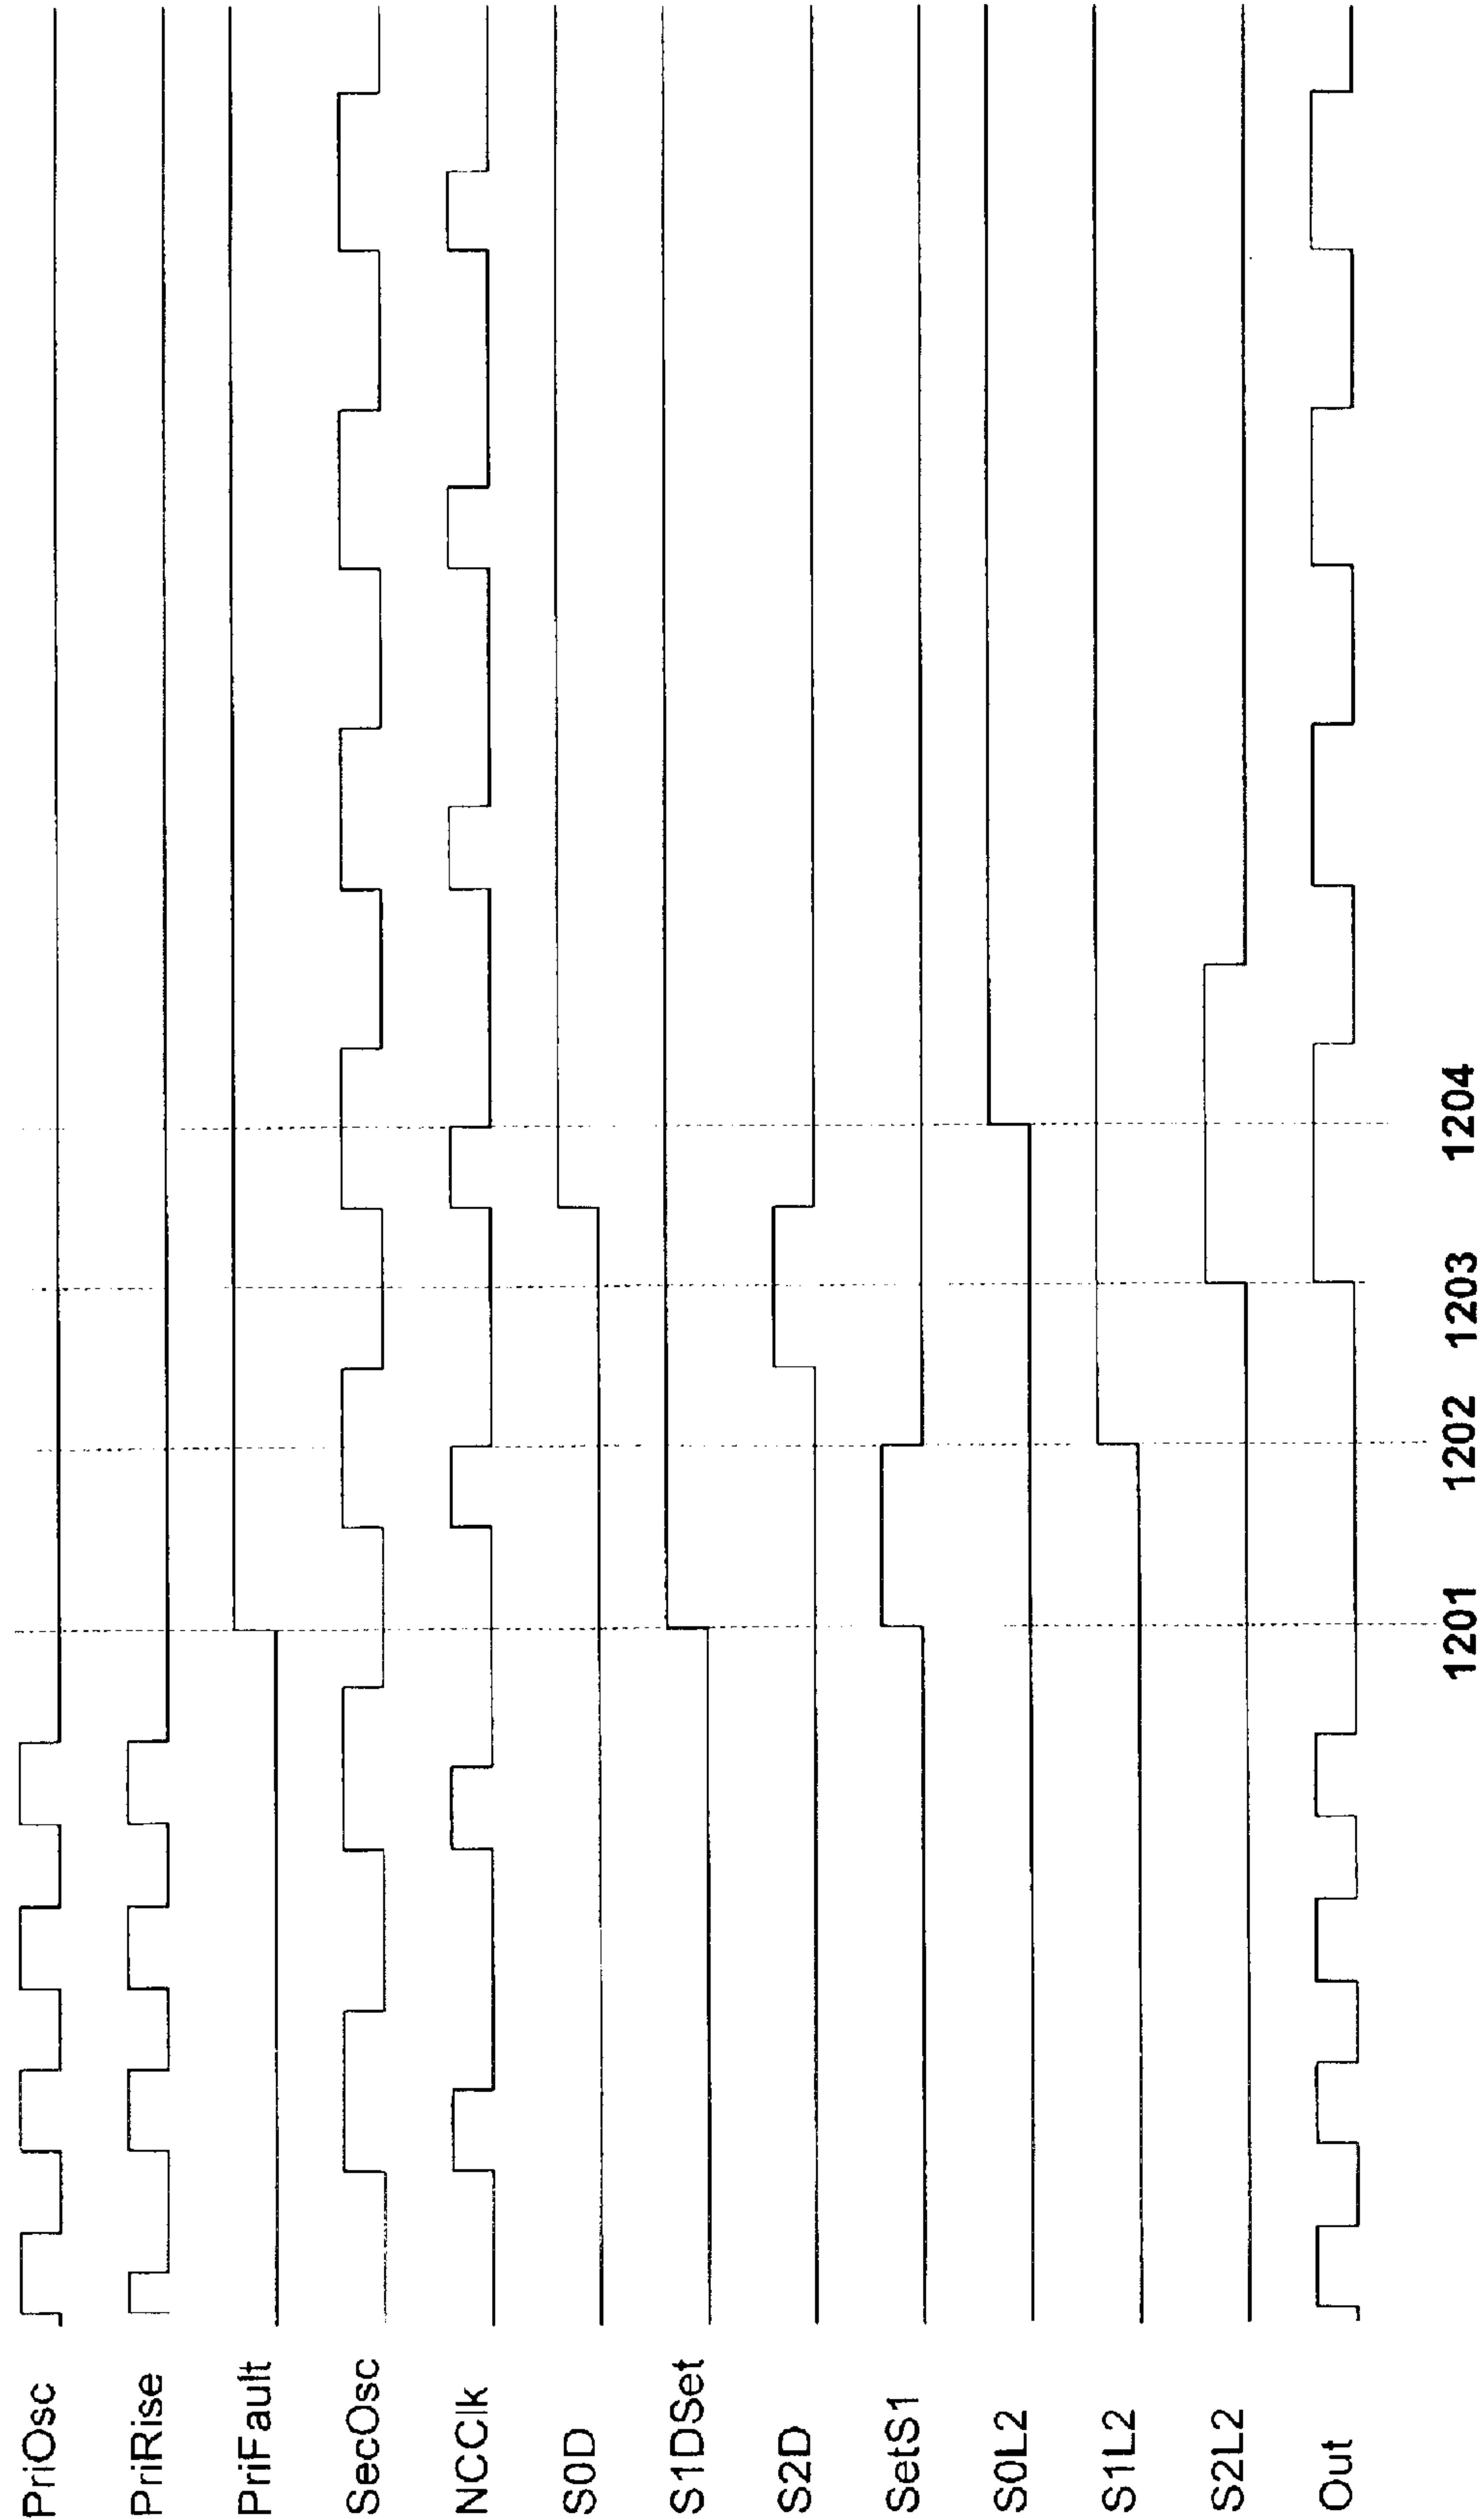 PriOsc
PriRise
PriFault
SecOsc
NCClk
S0D
S1DSet
S2D
SetS1
S0L2
S1L2
S2L2
Out
1201
1202
1203
1204